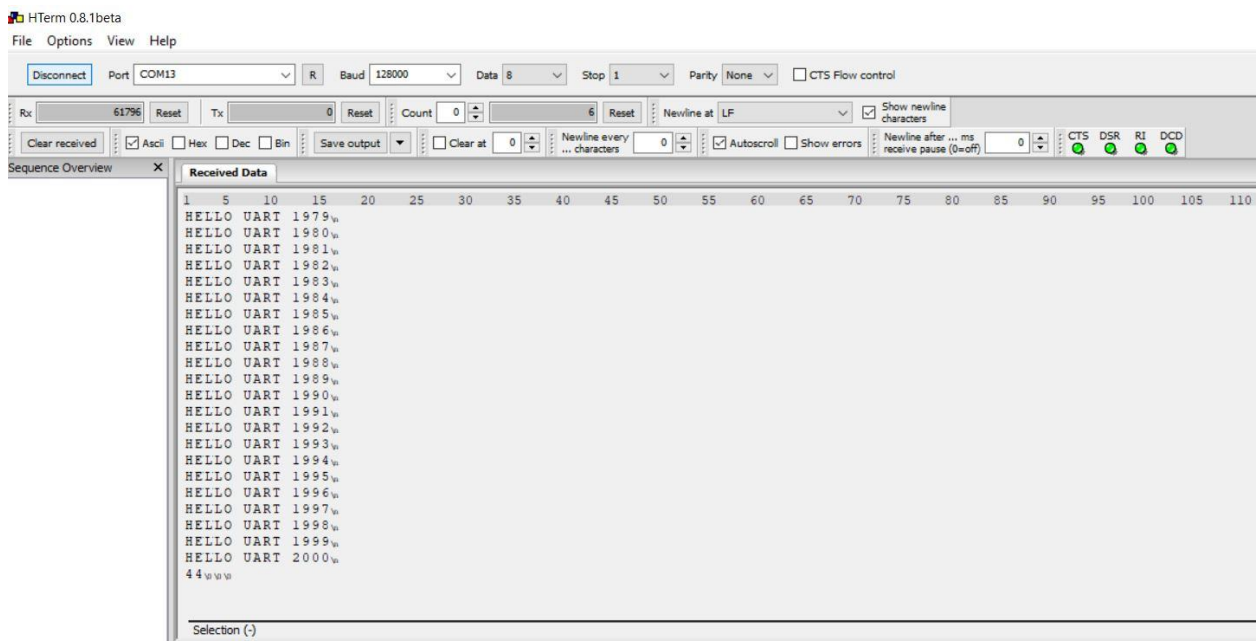 HTerm 0.8.1beta
File Options View Help
Disconnect Port COM13 R Baud 128000 Data 8 Stop 1 Parity None CTS Flow control
Rx 61796 Reset Tx 0 Reset Count 0 6 Reset Newline at LF Show newline characters
Clear received Ascii Hex Dec Bin Save output Clear at 0 Newline every ... characters 0 Autoscroll Show errors Newline after ... ms receive pause (0=off) 0 CTS DSR RI DCD
Sequence Overview X Received Data
1 5 10 15 20 25 30 35 40 45 50 55 60 65 70 75 80 85 90 95 100 105 110
HELLO UART 1979\n
HELLO UART 1980\n
HELLO UART 1981\n
HELLO UART 1982\n
HELLO UART 1983\n
HELLO UART 1984\n
HELLO UART 1985\n
HELLO UART 1986\n
HELLO UART 1987\n
HELLO UART 1988\n
HELLO UART 1989\n
HELLO UART 1990\n
HELLO UART 1991\n
HELLO UART 1992\n
HELLO UART 1993\n
HELLO UART 1994\n
HELLO UART 1995\n
HELLO UART 1996\n
HELLO UART 1997\n
HELLO UART 1998\n
HELLO UART 1999\n
HELLO UART 2000\n
44\0\0\0
Selection (-)